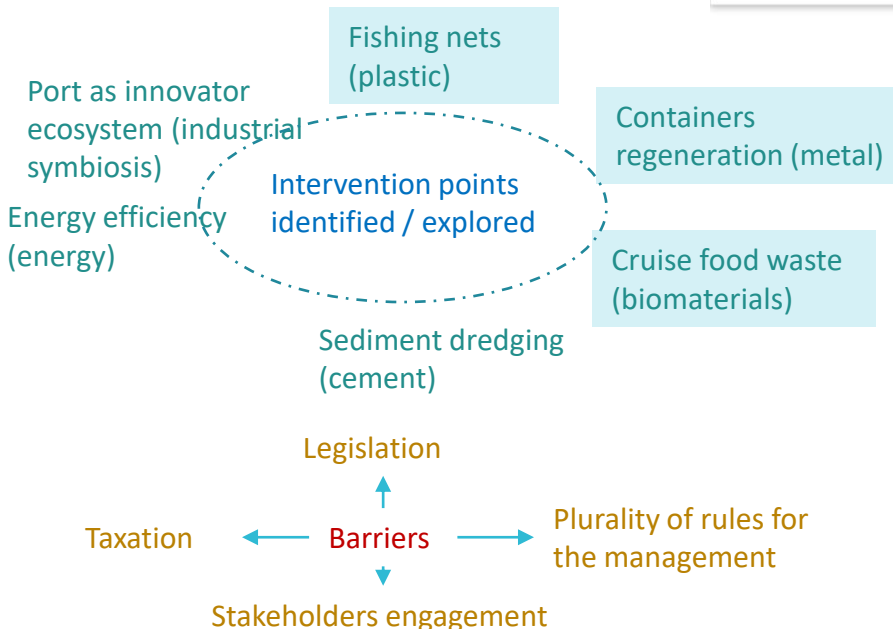 Fishing nets
(plastic)
Port as innovator
ecosystem (industrial
symbiosis)
Containers
regeneration (metal)
Intervention points
identified / explored
Energy efficiency
(energy)
Cruise food waste
(biomaterials)
Sediment dredging
(cement)
Legislation
Taxation
Barriers
Plurality of rules for
the management
Stakeholders engagement